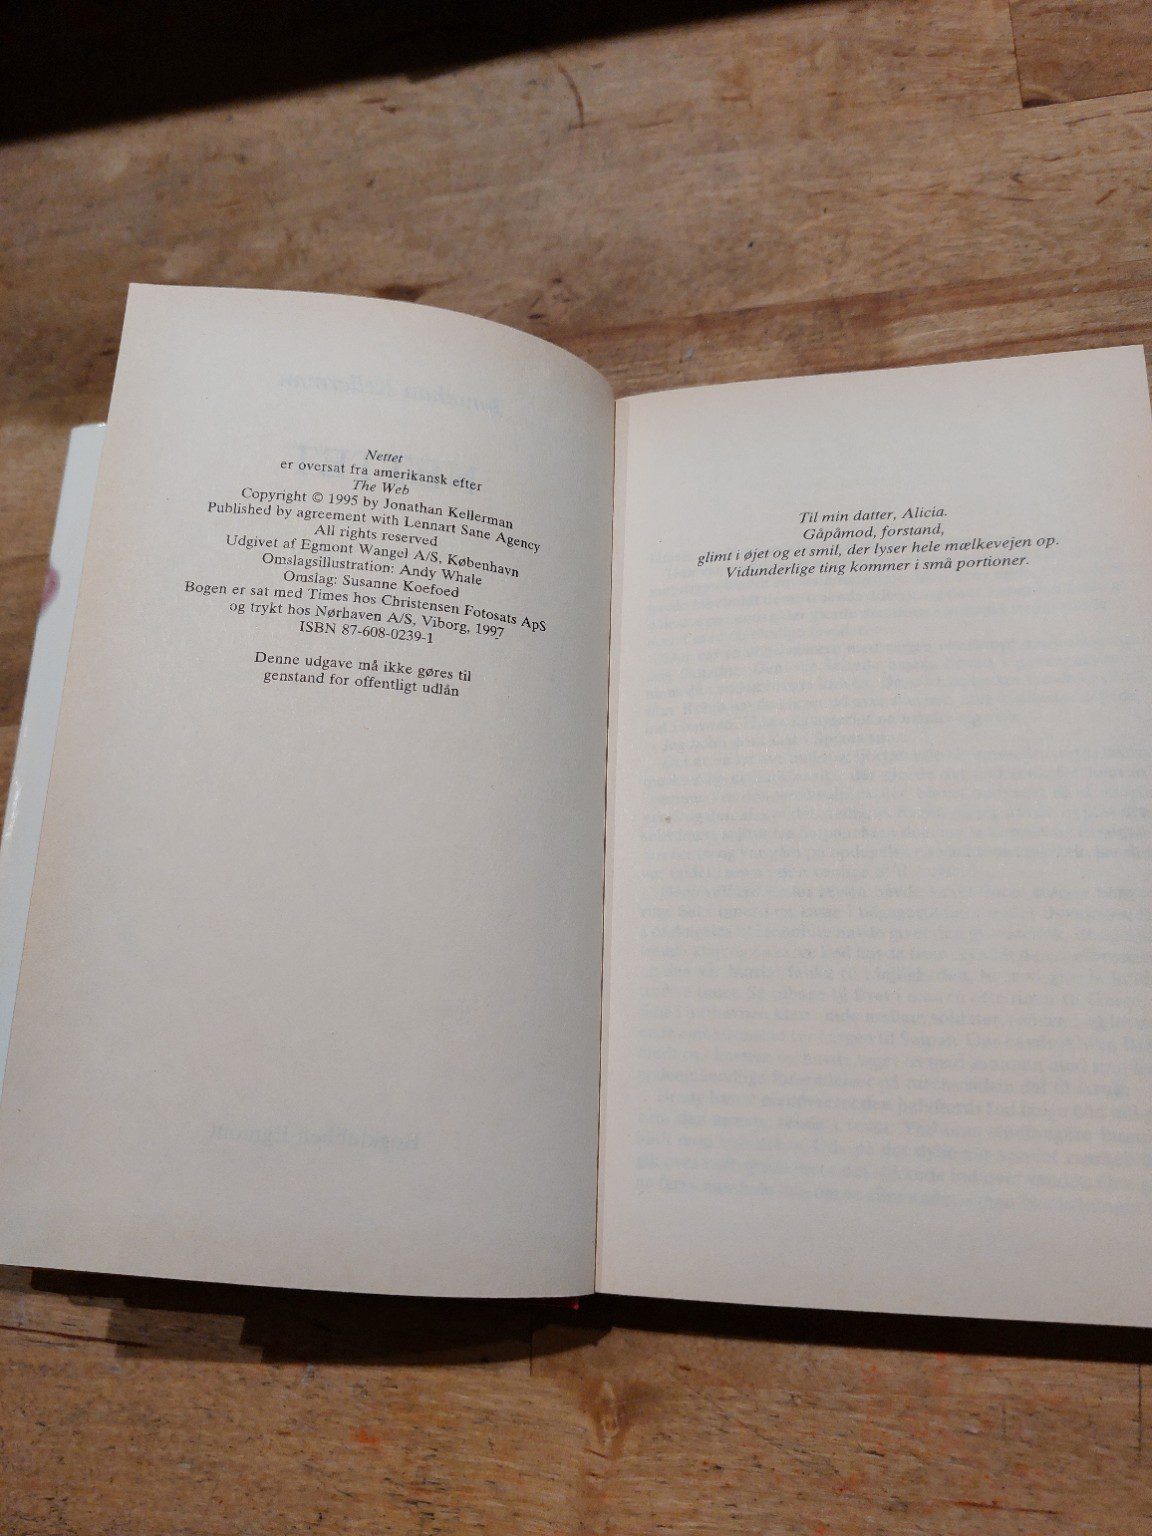 Nettet
er oversat fra amerikansk efter
The Web
Copyright © 1995 by Jonathan Kellerman
Published by agreement with Lennart Sane Agency
All rights reserved
Udgivet af Egmont Wangel A/S, København
Omslagsillustration: Andy Whale
Omslag: Susanne Koefoed
Bogen er sat med Times hos Christensen Fotosats ApS
og trykt hos Nørhaven A/S, Viborg, 1997
ISBN 87-608-0239-1
Denne udgave må ikke gøres til
genstand for offentligt udlån
Til min datter, Alicia.
Gåpåmod, forstand,
glimt i øjet og et smil, der lyser hele mælkevejen op.
Vidunderlige ting kommer i små portioner.